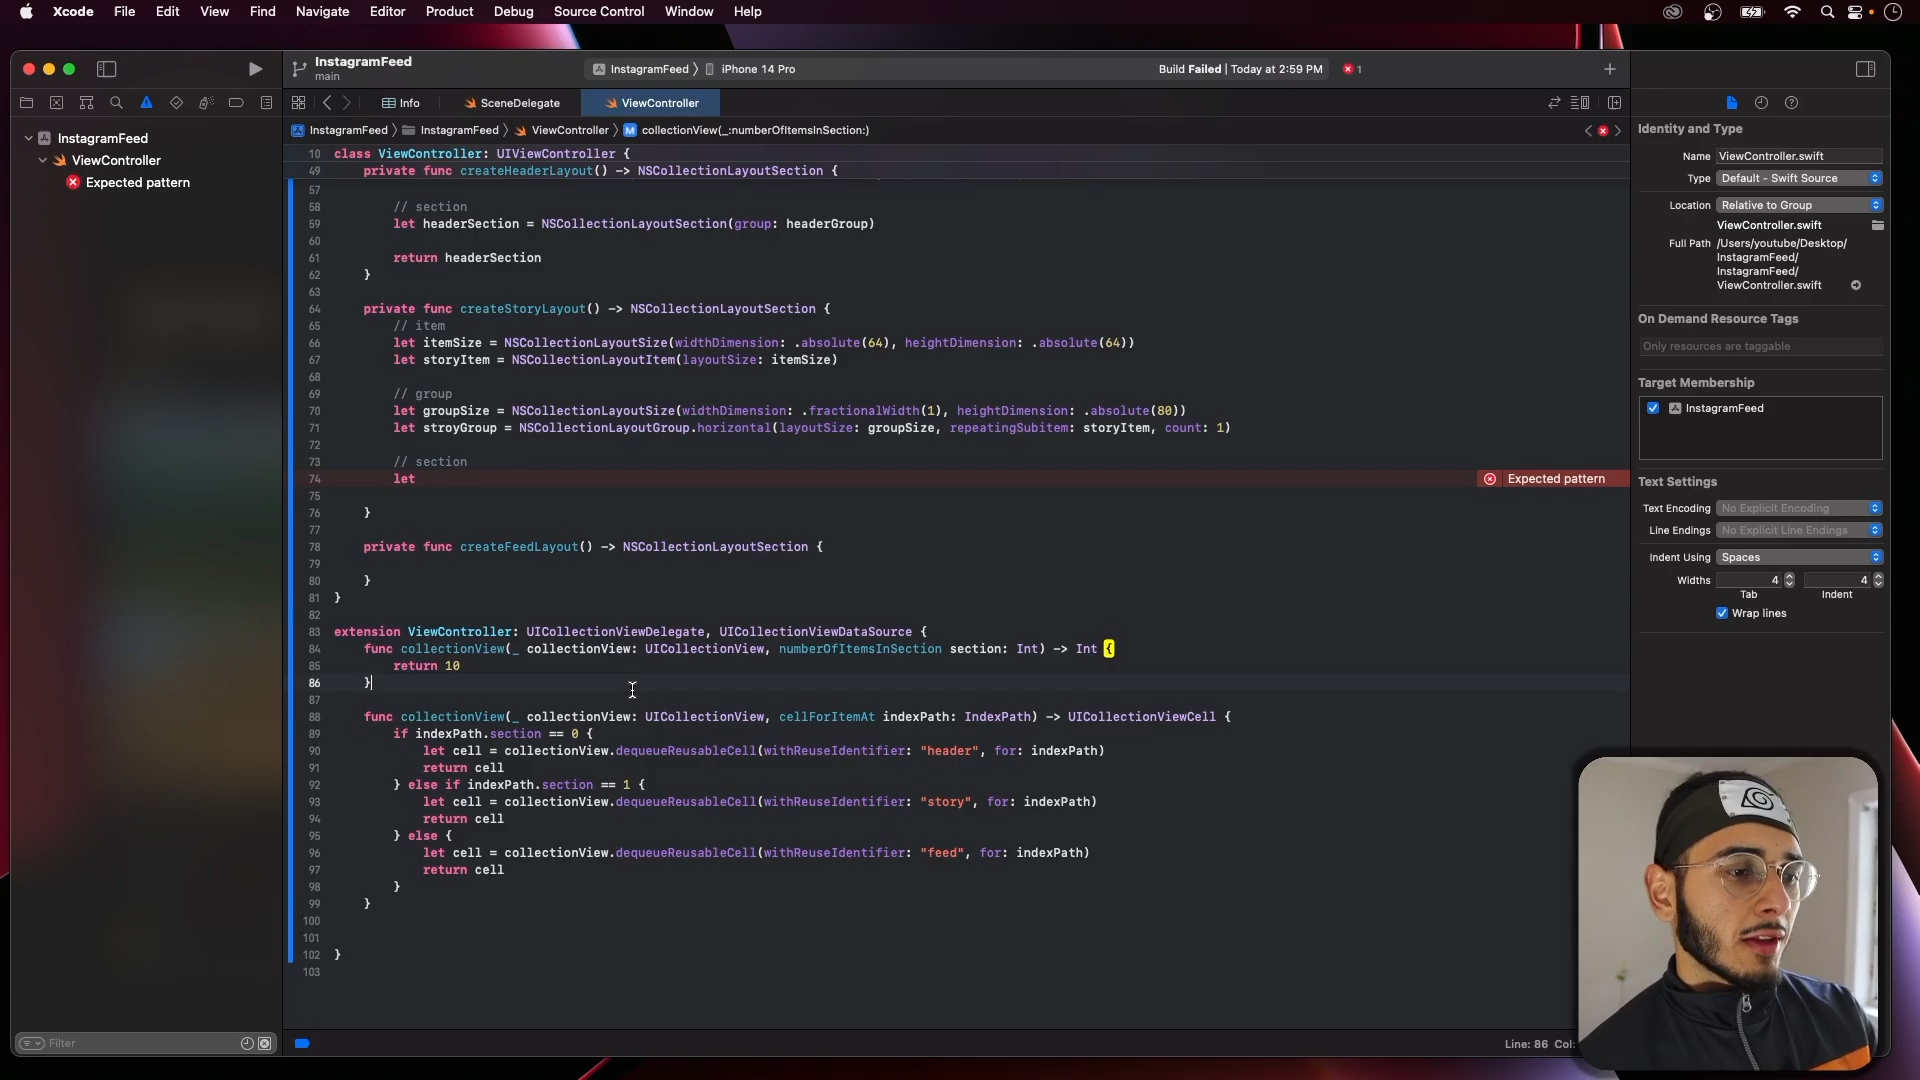 Xcode File Edit View Find Navigate Editor Product Debug Source Control Window Help
InstagramFeed
main
InstagramFeed iPhone 14 Pro
Build Failed | Today at 2:59 PM
1
Info SceneDelegate ViewController
InstagramFeed InstagramFeed ViewController M collectionView(_:numberOfItemsInSection:)
InstagramFeed
ViewController
Expected pattern
10 class ViewController: UIViewController {
49 private func createHeaderLayout() -> NSCollectionLayoutSection {
57
58 // section
59 let headerSection = NSCollectionLayoutSection(group: headerGroup)
60
61 return headerSection
62 }
63
64 private func createStoryLayout() -> NSCollectionLayoutSection {
65 // item
66 let itemSize = NSCollectionLayoutSize(widthDimension: .absolute(64), heightDimension: .absolute(64))
67 let storyItem = NSCollectionLayoutItem(layoutSize: itemSize)
68
69 // group
70 let groupSize = NSCollectionLayoutSize(widthDimension: .fractionalWidth(1), heightDimension: .absolute(80))
71 let stroyGroup = NSCollectionLayoutGroup.horizontal(layoutSize: groupSize, repeatingSubitem: storyItem, count: 1)
72
73 // section
74 let Expected pattern
75
76 }
77
78 private func createFeedLayout() -> NSCollectionLayoutSection {
79
80 }
81 }
82
83 extension ViewController: UICollectionViewDelegate, UICollectionViewDataSource {
84 func collectionView(_ collectionView: UICollectionView, numberOfItemsInSection section: Int) -> Int {
85 return 10
86 }
87
88 func collectionView(_ collectionView: UICollectionView, cellForItemAt indexPath: IndexPath) -> UICollectionViewCell {
89 if indexPath.section == 0 {
90 let cell = collectionView.dequeueReusableCell(withReuseIdentifier: "header", for: indexPath)
91 return cell
92 } else if indexPath.section == 1 {
93 let cell = collectionView.dequeueReusableCell(withReuseIdentifier: "story", for: indexPath)
94 return cell
95 } else {
96 let cell = collectionView.dequeueReusableCell(withReuseIdentifier: "feed", for: indexPath)
97 return cell
98 }
99 }
100
101
102 }
103
Filter
Line: 86 Col:
Identity and Type
Name ViewController.swift
Type Default - Swift Source
Location Relative to Group
ViewController.swift
Full Path /Users/youtube/Desktop/
InstagramFeed/
InstagramFeed/
ViewController.swift
On Demand Resource Tags
Only resources are taggable
Target Membership
InstagramFeed
Text Settings
Text Encoding No Explicit Encoding
Line Endings No Explicit Line Endings
Indent Using Spaces
Widths 4 4
Tab Indent
Wrap lines